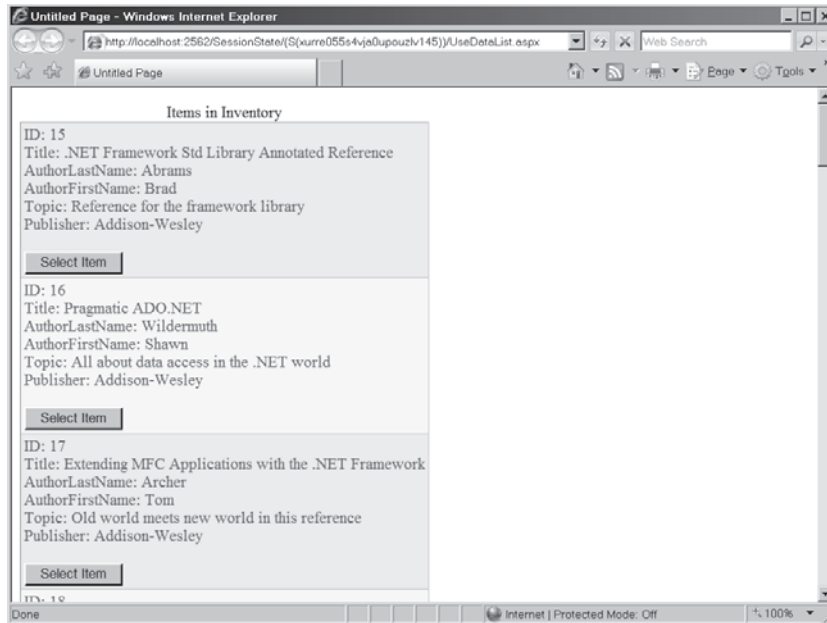 Untitled Page - Windows Internet Explorer
http://localhost:2562/SessionState/(S(xurre055s4vja0upouzlv145))/UseDataList.aspx
Web Search
Untitled Page
Page
Tools
Items in Inventory
ID: 15
Title: .NET Framework Std Library Annotated Reference
AuthorLastName: Abrams
AuthorFirstName: Brad
Topic: Reference for the framework library
Publisher: Addison-Wesley
Select Item
ID: 16
Title: Pragmatic ADO.NET
AuthorLastName: Wildermuth
AuthorFirstName: Shawn
Topic: All about data access in the .NET world
Publisher: Addison-Wesley
Select Item
ID: 17
Title: Extending MFC Applications with the .NET Framework
AuthorLastName: Archer
AuthorFirstName: Tom
Topic: Old world meets new world in this reference
Publisher: Addison-Wesley
Select Item
ID: 18
Done
Internet | Protected Mode: Off
100%